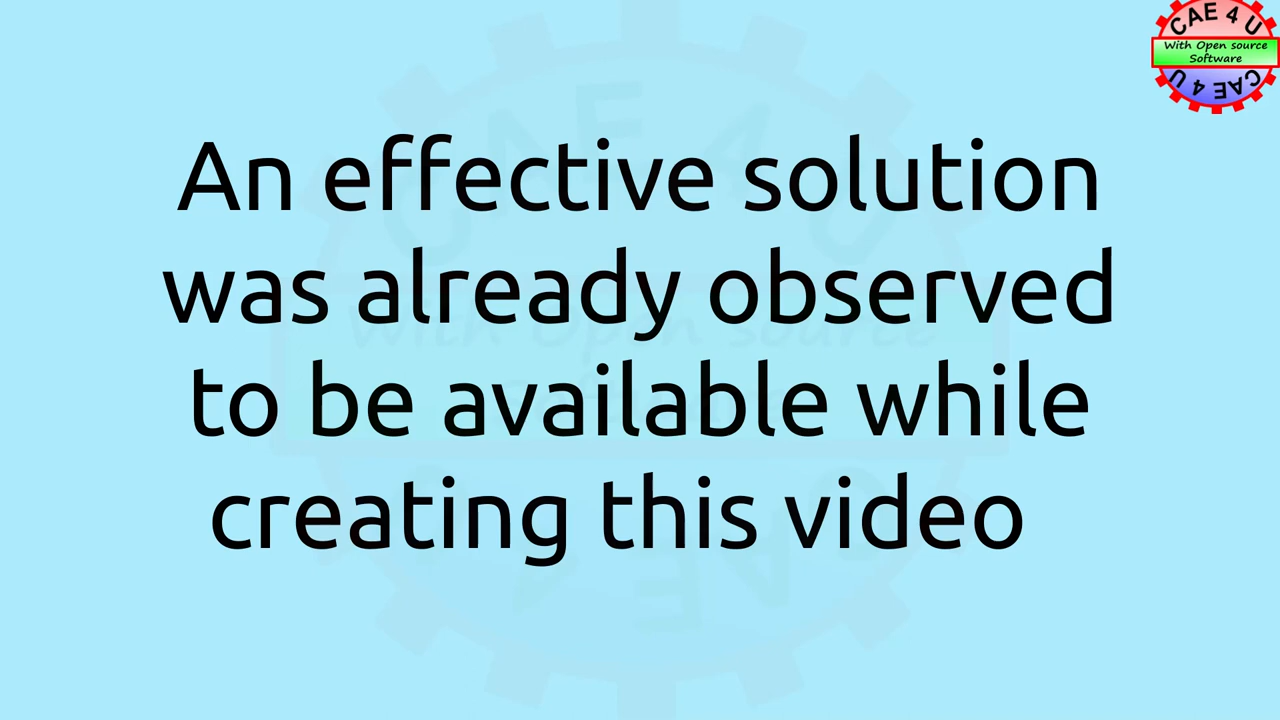 CAE 4 U
With Open source
Software
CAE 4 U
An effective solution
was already observed
to be available while
creating this video